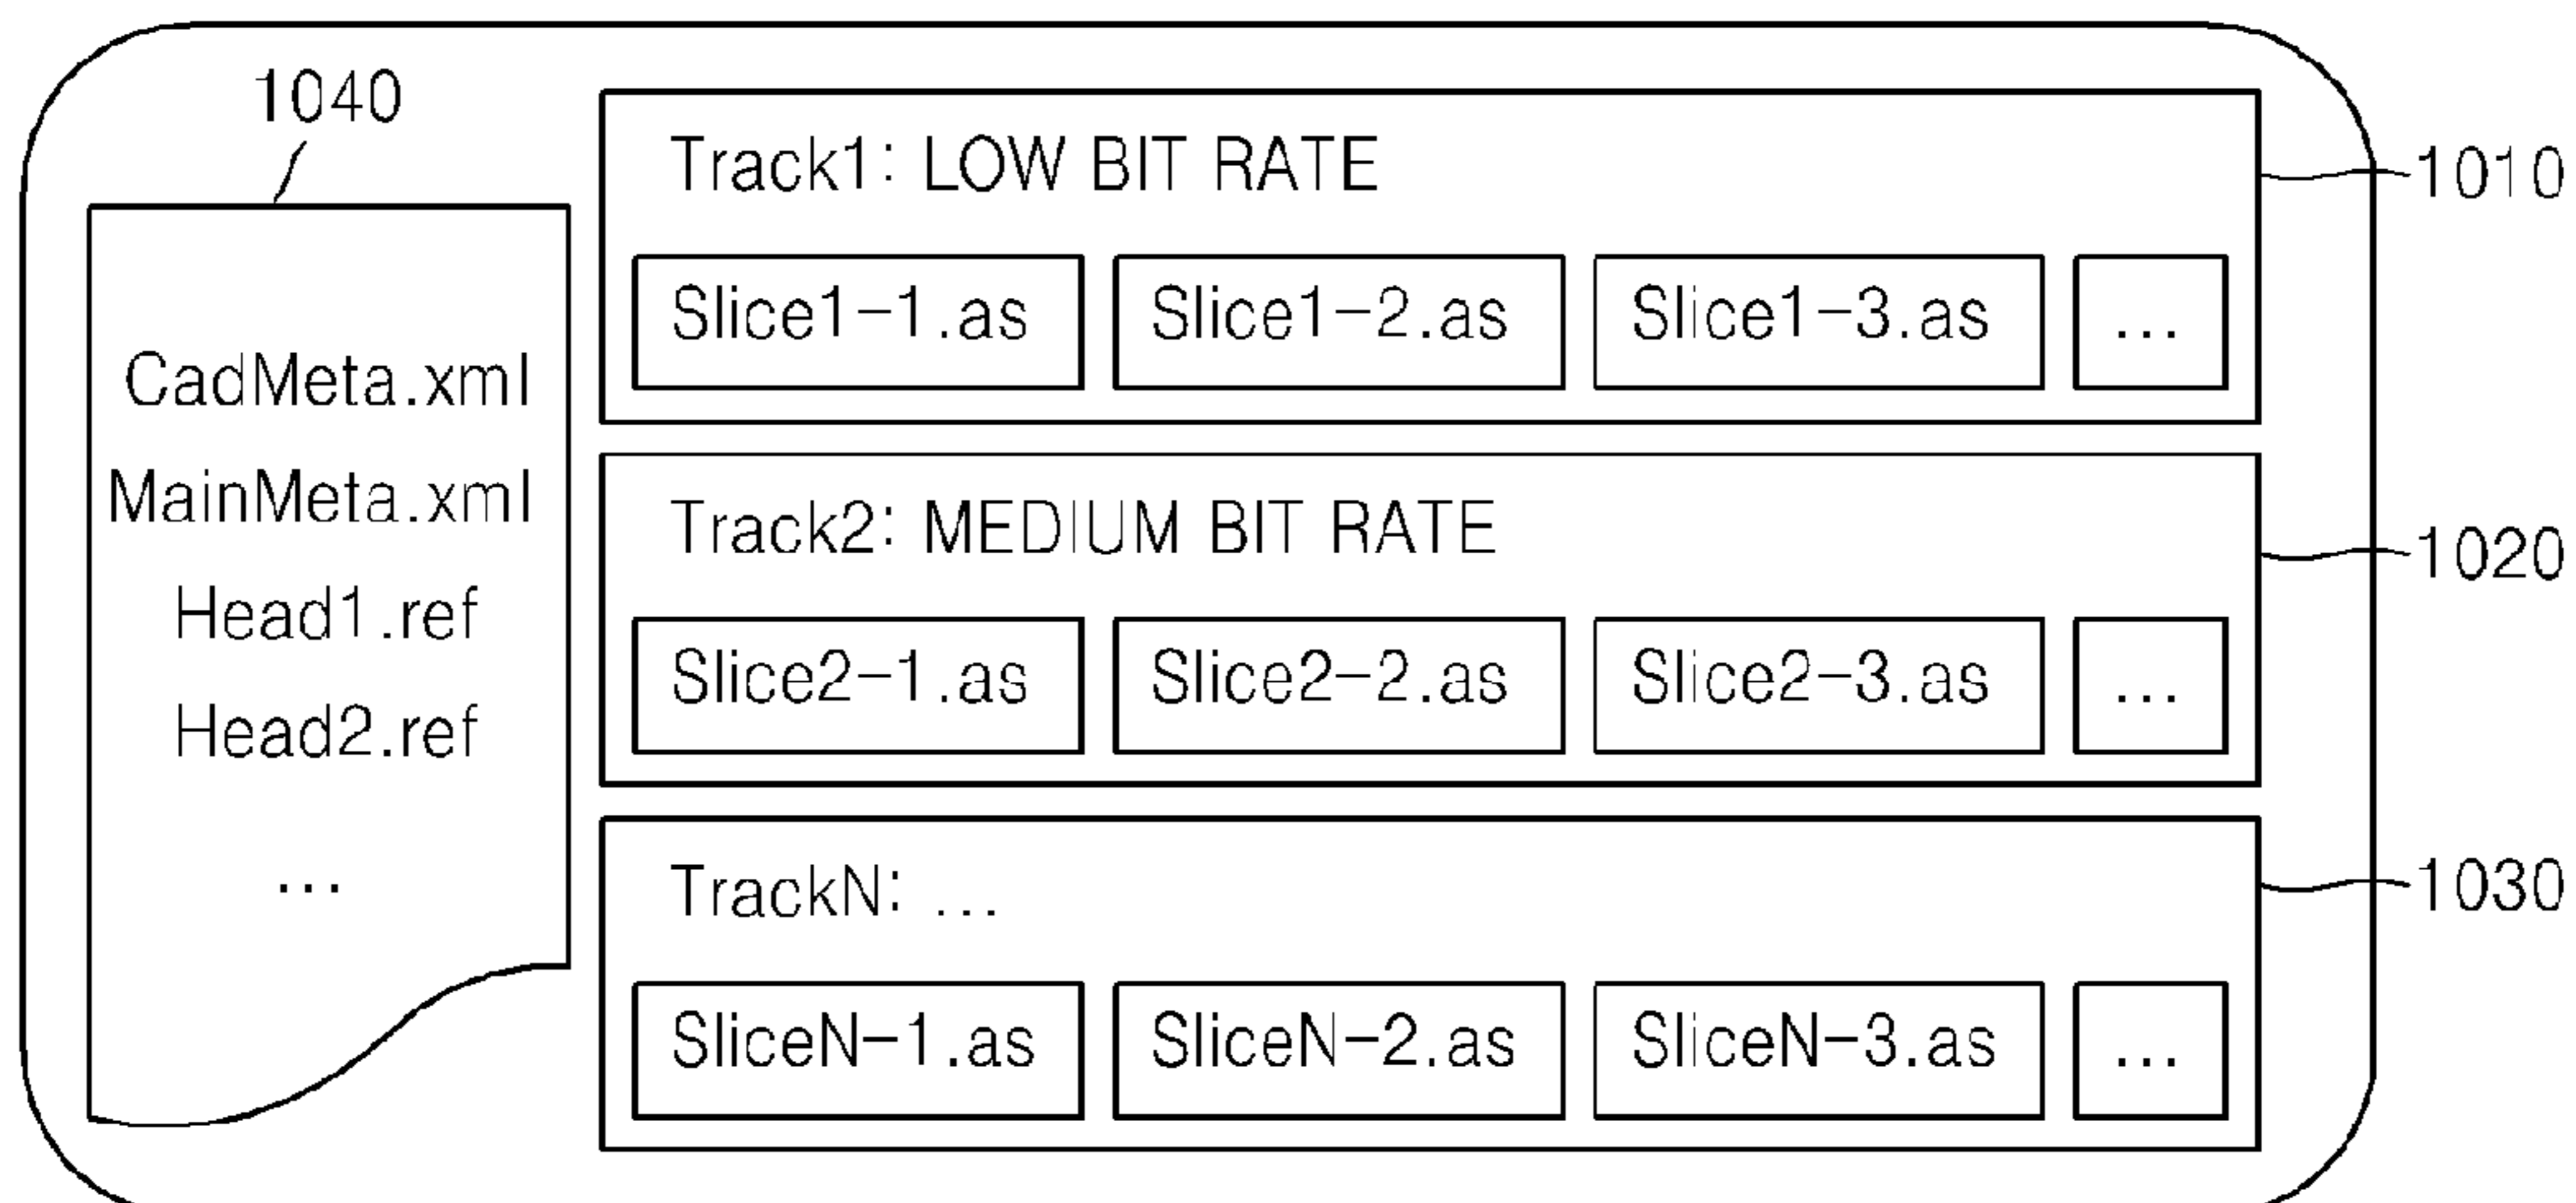 1040
CadMeta.xml
MainMeta.xml
Head1.ref
Head2.ref
...
Track1: LOW BIT RATE
1010
Slice1-1.as Slice1-2.as Slice1-3.as ...
Track2: MEDIUM BIT RATE
1020
Slice2-1.as Slice2-2.as Slice2-3.as ...
TrackN: ...
1030
SliceN-1.as SliceN-2.as SliceN-3.as ...